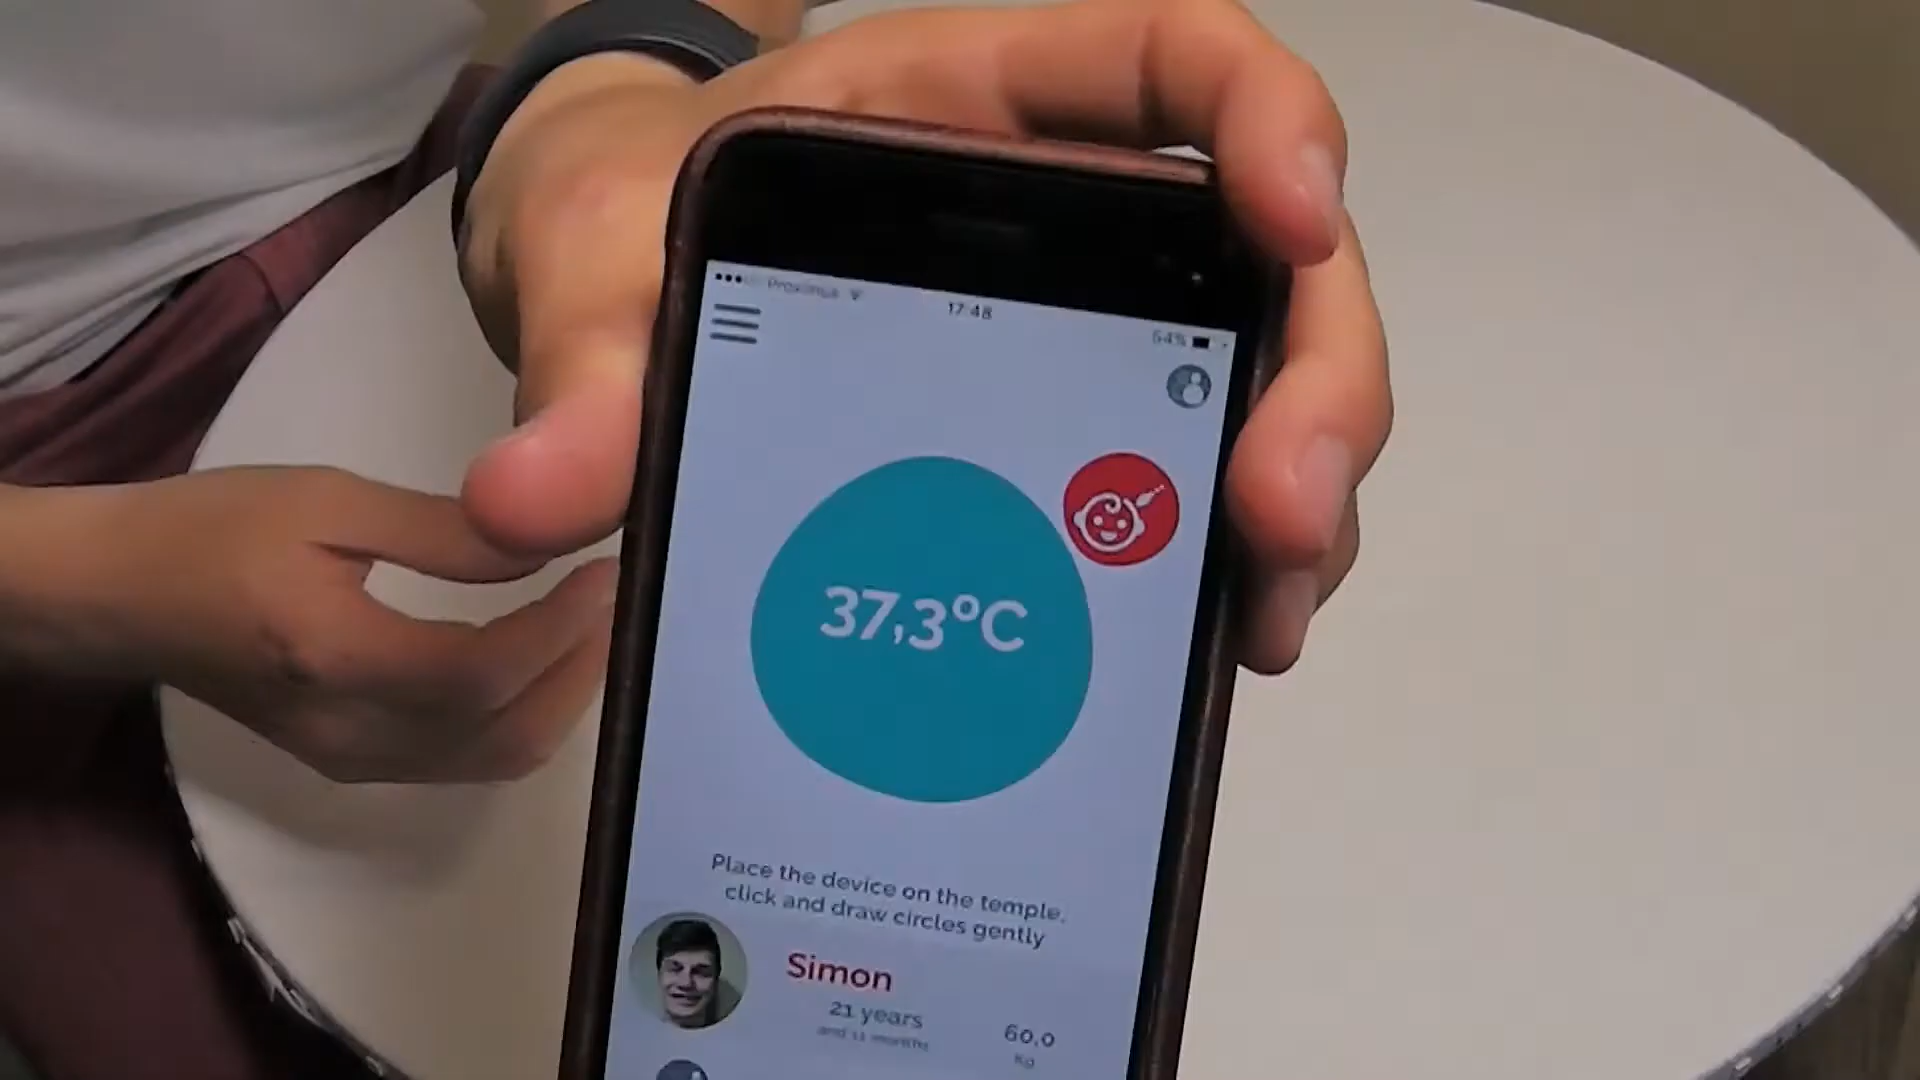 Proximus 17:48 54%
37,3°C
Place the device on the temple,
click and draw circles gently
Simon
21 years
and 11 months
60,0
Kg